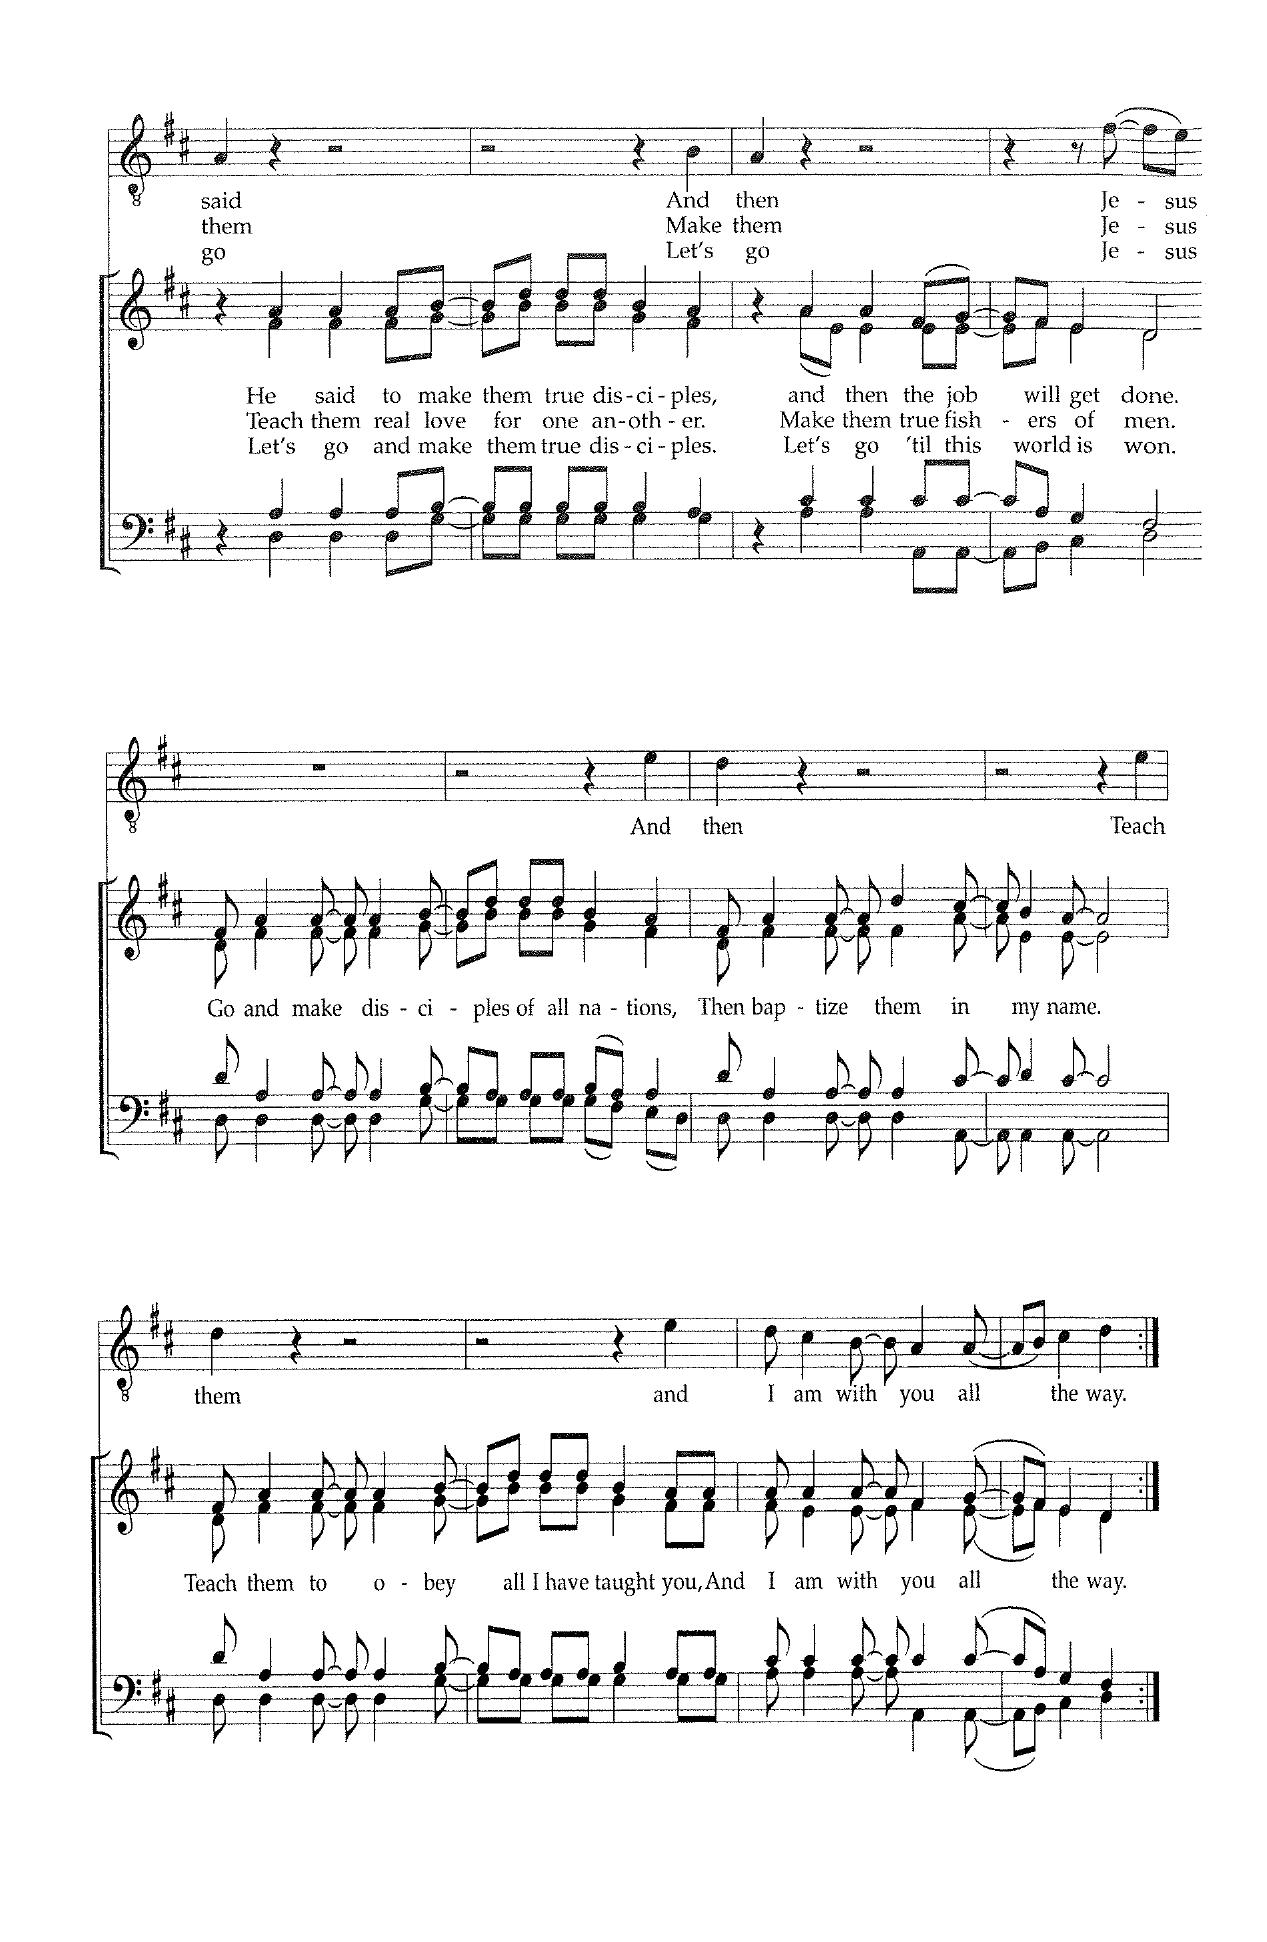 said And then Je - sus
them Make them Je - sus
go Let's go Je - sus
He said to make them true dis - ci - ples, and then the job will get done.
Teach them real love for one an - oth - er. Make them true fish - ers of men.
Let's go and make them true dis - ci - ples. Let's go 'til this world is won.
And then Teach
Go and make dis - ci - ples of all na - tions, Then bap - tize them in my name.
them and I am with you all the way.
Teach them to o - bey all I have taught you, And I am with you all the way.